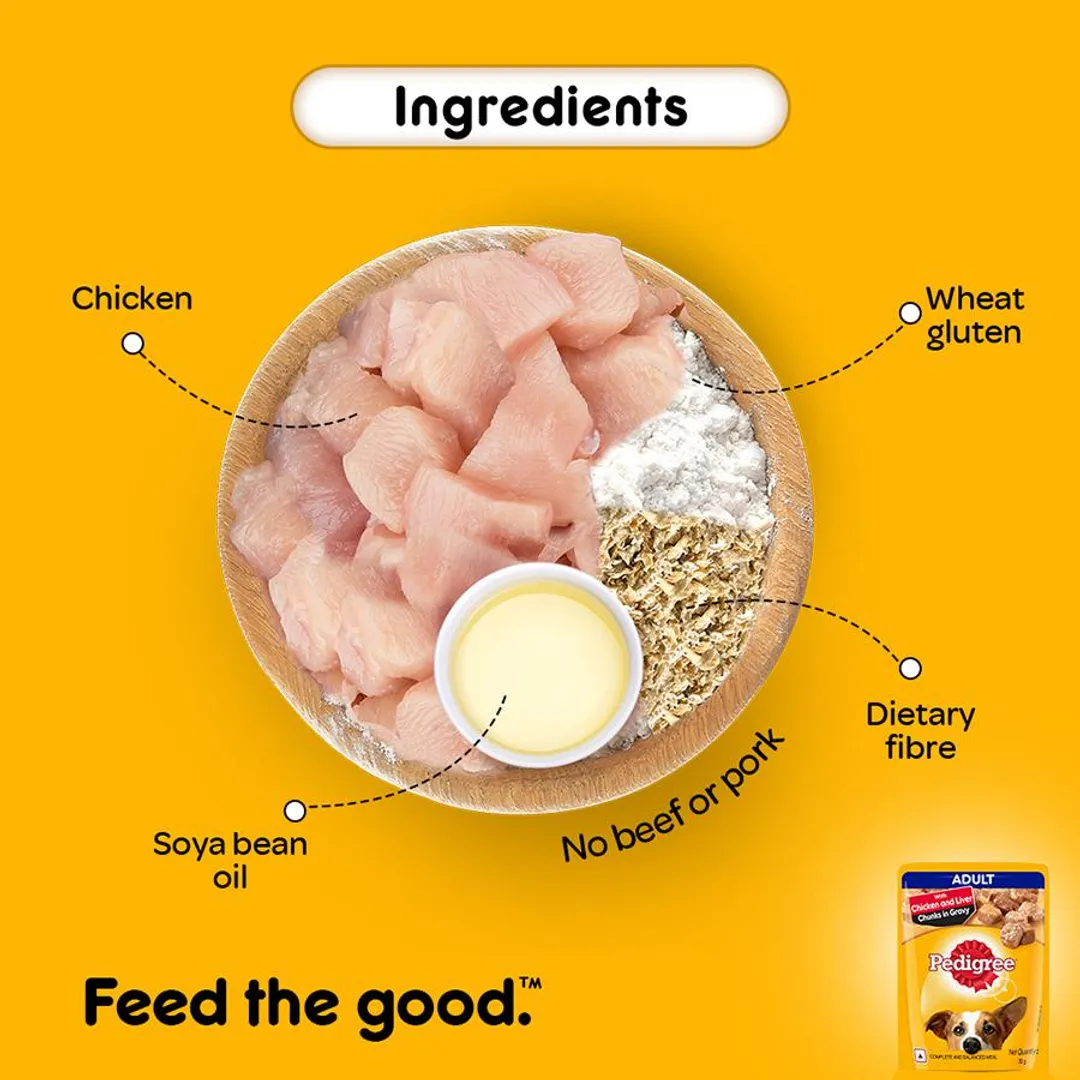 Ingredients
Chicken
Wheat
gluten
Dietary
fibre
Soya bean
oil
No beef or pork
Feed the good.™
ADULT
With
Chicken and Liver
Chunks in Gravy
Pedigree
COMPLETE AND BALANCED MEAL
Net Quantity:
70 g